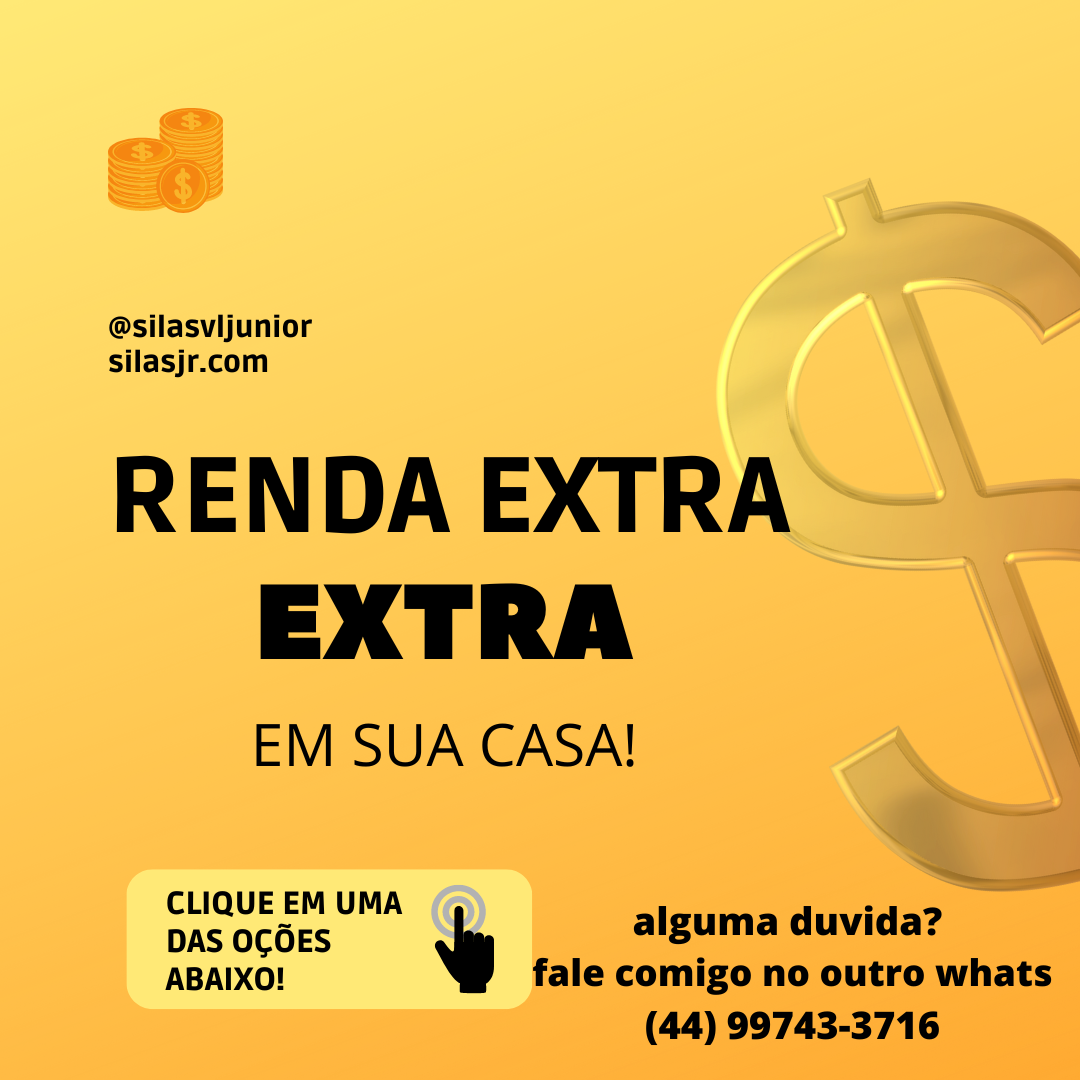 @silasvljunior
silasjr.com
RENDA EXTRA
EXTRA
EM SUA CASA!
CLIQUE EM UMA
DAS OÇÕES
ABAIXO!
alguma duvida?
fale comigo no outro whats
(44) 99743-3716